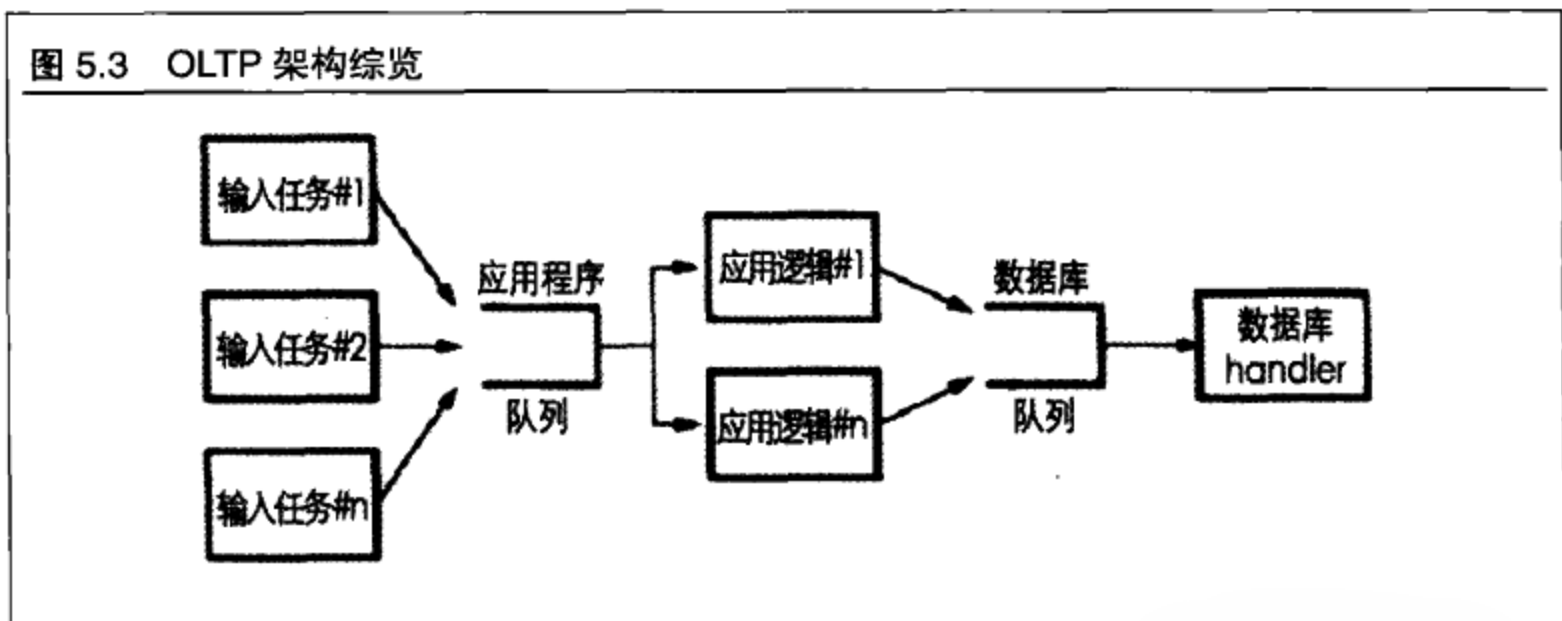 图 5.3 OLTP 架构综览
输入任务#1
输入任务#2
输入任务#n
应用程序
队列
应用逻辑#1
应用逻辑#n
数据库
队列
数据库
handler